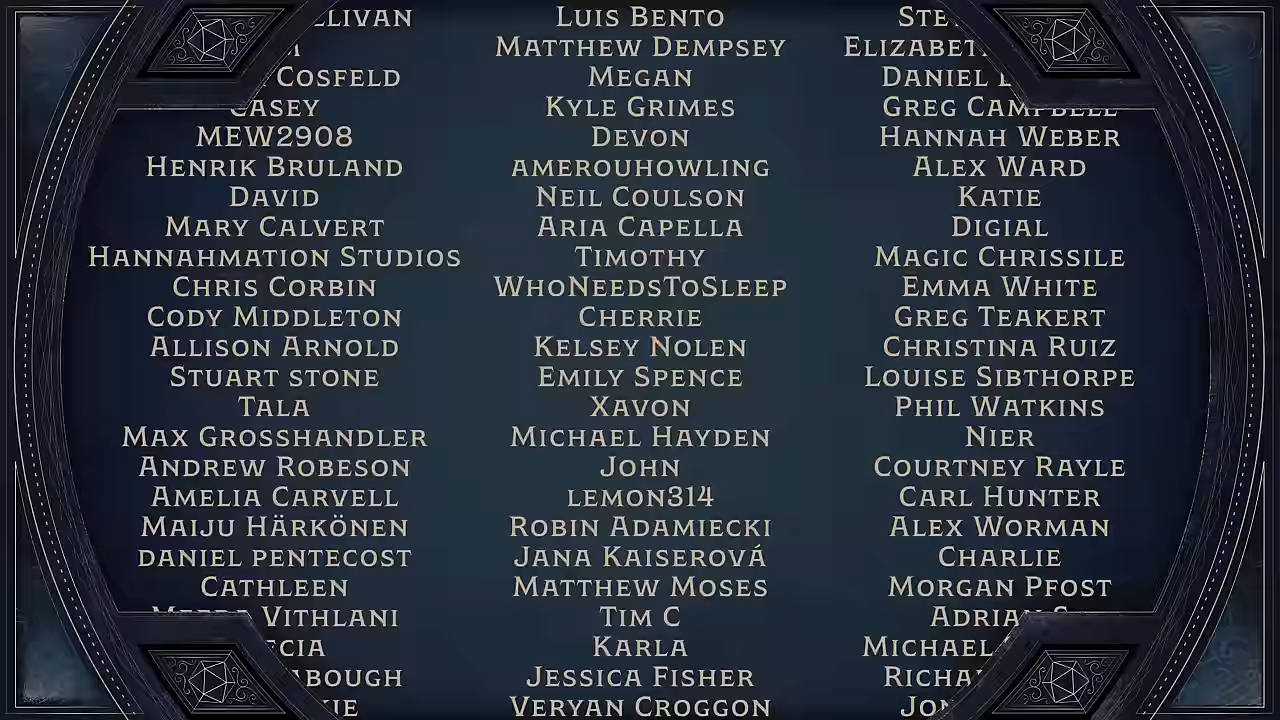 Luis Bento
Matthew Dempsey
Cosfeld Megan Daniel
Casey Kyle Grimes Greg Campbell
MEW2908 Devon Hannah Weber
Henrik Bruland amerouhowling Alex Ward
David Neil Coulson Katie
Mary Calvert Aria Capella Digial
Hannahmation Studios Timothy Magic Chrissile
Chris Corbin WhoNeedsToSleep Emma White
Cody Middleton Cherrie Greg Teakert
Allison Arnold Kelsey Nolen Christina Ruiz
Stuart stone Emily Spence Louise Sibthorpe
Tala Xavon Phil Watkins
Max Grosshandler Michael Hayden Nier
Andrew Robeson John Courtney Rayle
Amelia Carvell lemon314 Carl Hunter
Maiju Härkönen Robin Adamiecki Alex Worman
daniel pentecost Jana Kaiserová Charlie
Cathleen Matthew Moses Morgan Pfost
Vithlani Tim C
Karla Michael
Jessica Fisher
Veryan Croggon